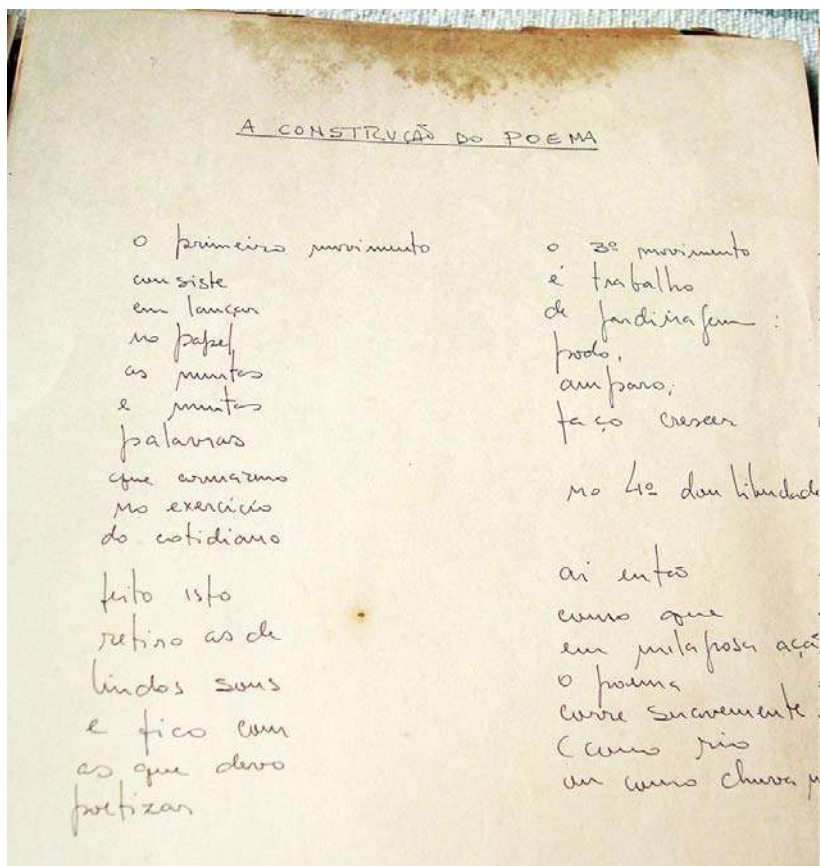 A CONSTRUÇÃO DO POEMA
o primeiro movimento
consiste
em lançar
no papel
as muitas
e muitas
palavras
que armazeno
no exercício
do cotidiano
feito isto
retiro as de
lindos sons
e fico com
as que devo
poetizar
o 3º movimento
é trabalho
de jardinagem:
podo,
amparo,
faço crescer
no 4º dou liberdade
aí então
como que
em milagrosa
o poema
corre suavemente
(como rio
ou como chuva